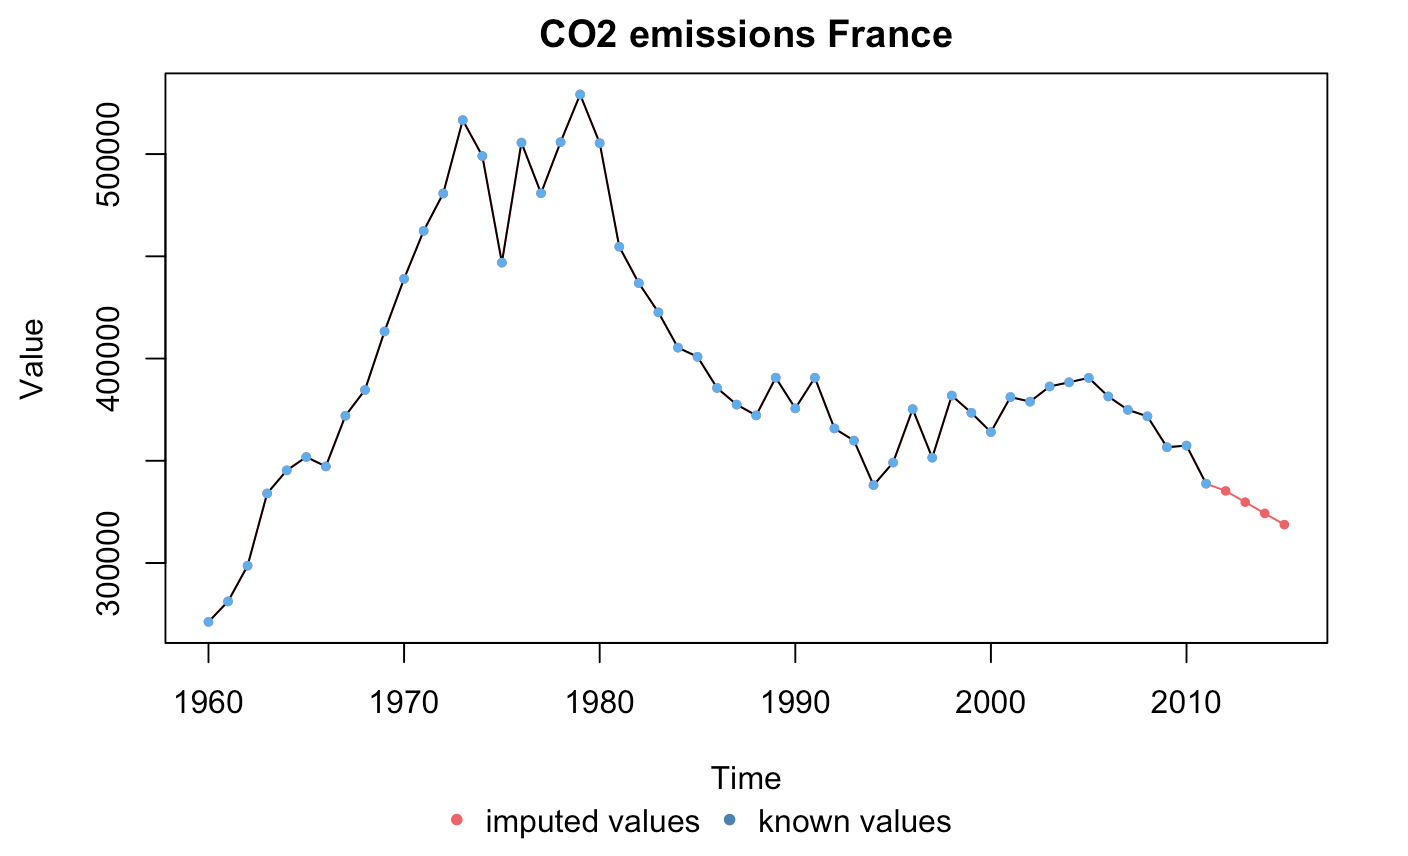 CO2 emissions France
Value
500000
400000
300000
1960 1970 1980 1990 2000 2010
Time
imputed values known values